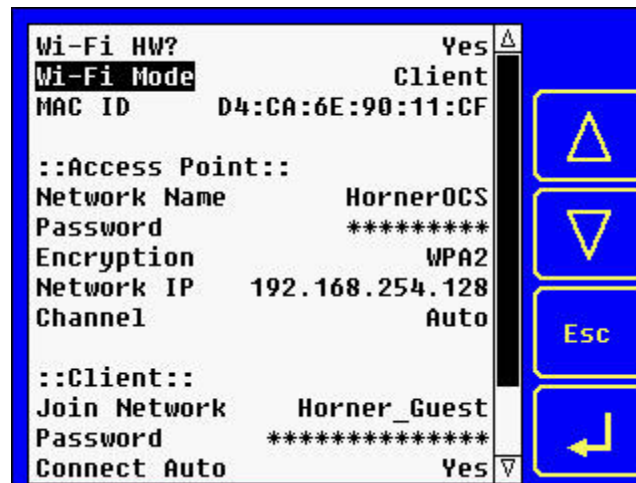 Wi-Fi HW? Yes
Wi-Fi Mode Client
MAC ID D4:CA:6E:90:11:CF
::Access Point::
Network Name HornerOCS
Password *********
Encryption WPA2
Network IP 192.168.254.128
Channel Auto
Esc
::Client::
Join Network Horner_Guest
Password **************
Connect Auto Yes